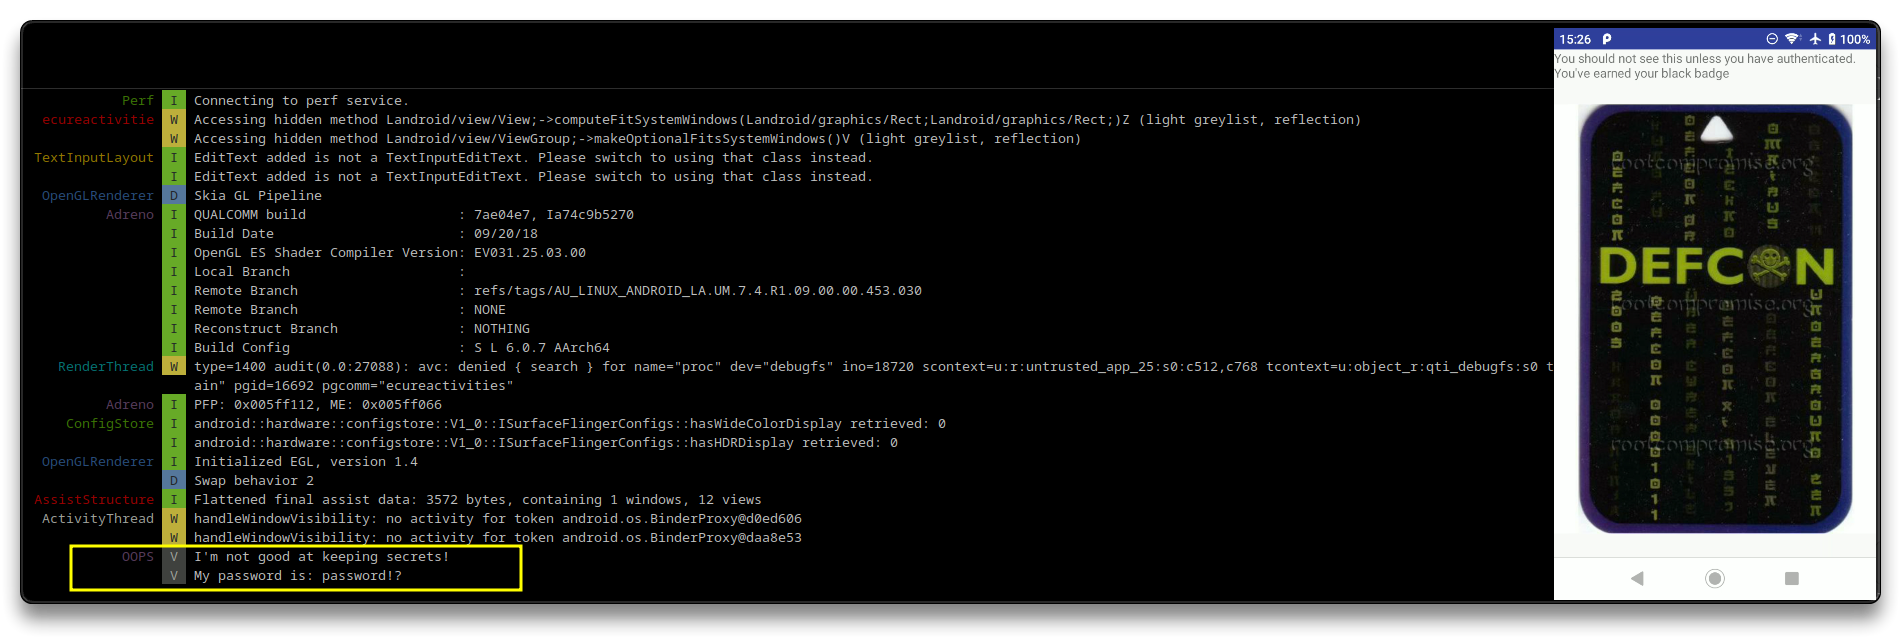 Perf I Connecting to perf service.
ecureactivitie W Accessing hidden method Landroid/view/View;->computeFitSystemWindows(Landroid/graphics/Rect;Landroid/graphics/Rect;)Z (light greylist, reflection)
W Accessing hidden method Landroid/view/ViewGroup;->makeOptionalFitsSystemWindows()V (light greylist, reflection)
TextInputLayout I EditText added is not a TextInputEditText. Please switch to using that class instead.
I EditText added is not a TextInputEditText. Please switch to using that class instead.
OpenGLRenderer D Skia GL Pipeline
Adreno I QUALCOMM build : 7ae04e7, Ia74c9b5270
I Build Date : 09/20/18
I OpenGL ES Shader Compiler Version: EV031.25.03.00
I Local Branch :
I Remote Branch : refs/tags/AU_LINUX_ANDROID_LA.UM.7.4.R1.09.00.00.453.030
I Remote Branch : NONE
I Reconstruct Branch : NOTHING
I Build Config : S L 6.0.7 AArch64
RenderThread W type=1400 audit(0.0:27088): avc: denied { search } for name="proc" dev="debugfs" ino=18720 scontext=u:r:untrusted_app_25:s0:c512,c768 tcontext=u:object_r:qti_debugfs:s0 t
ain" pgid=16692 pgcomm="ecureactivities"
Adreno I PFP: 0x005ff112, ME: 0x005ff066
ConfigStore I android::hardware::configstore::V1_0::ISurfaceFlingerConfigs::hasWideColorDisplay retrieved: 0
I android::hardware::configstore::V1_0::ISurfaceFlingerConfigs::hasHDRDisplay retrieved: 0
OpenGLRenderer I Initialized EGL, version 1.4
D Swap behavior 2
AssistStructure I Flattened final assist data: 3572 bytes, containing 1 windows, 12 views
ActivityThread W handleWindowVisibility: no activity for token android.os.BinderProxy@d0ed606
W handleWindowVisibility: no activity for token android.os.BinderProxy@daa8e53
OOPS V I'm not good at keeping secrets!
V My password is: password!?
15:26 100%
You should not see this unless you have authenticated.
You've earned your black badge
rootcompromise.org
DEFCON
rootcompromise.org
rootcompromise.org